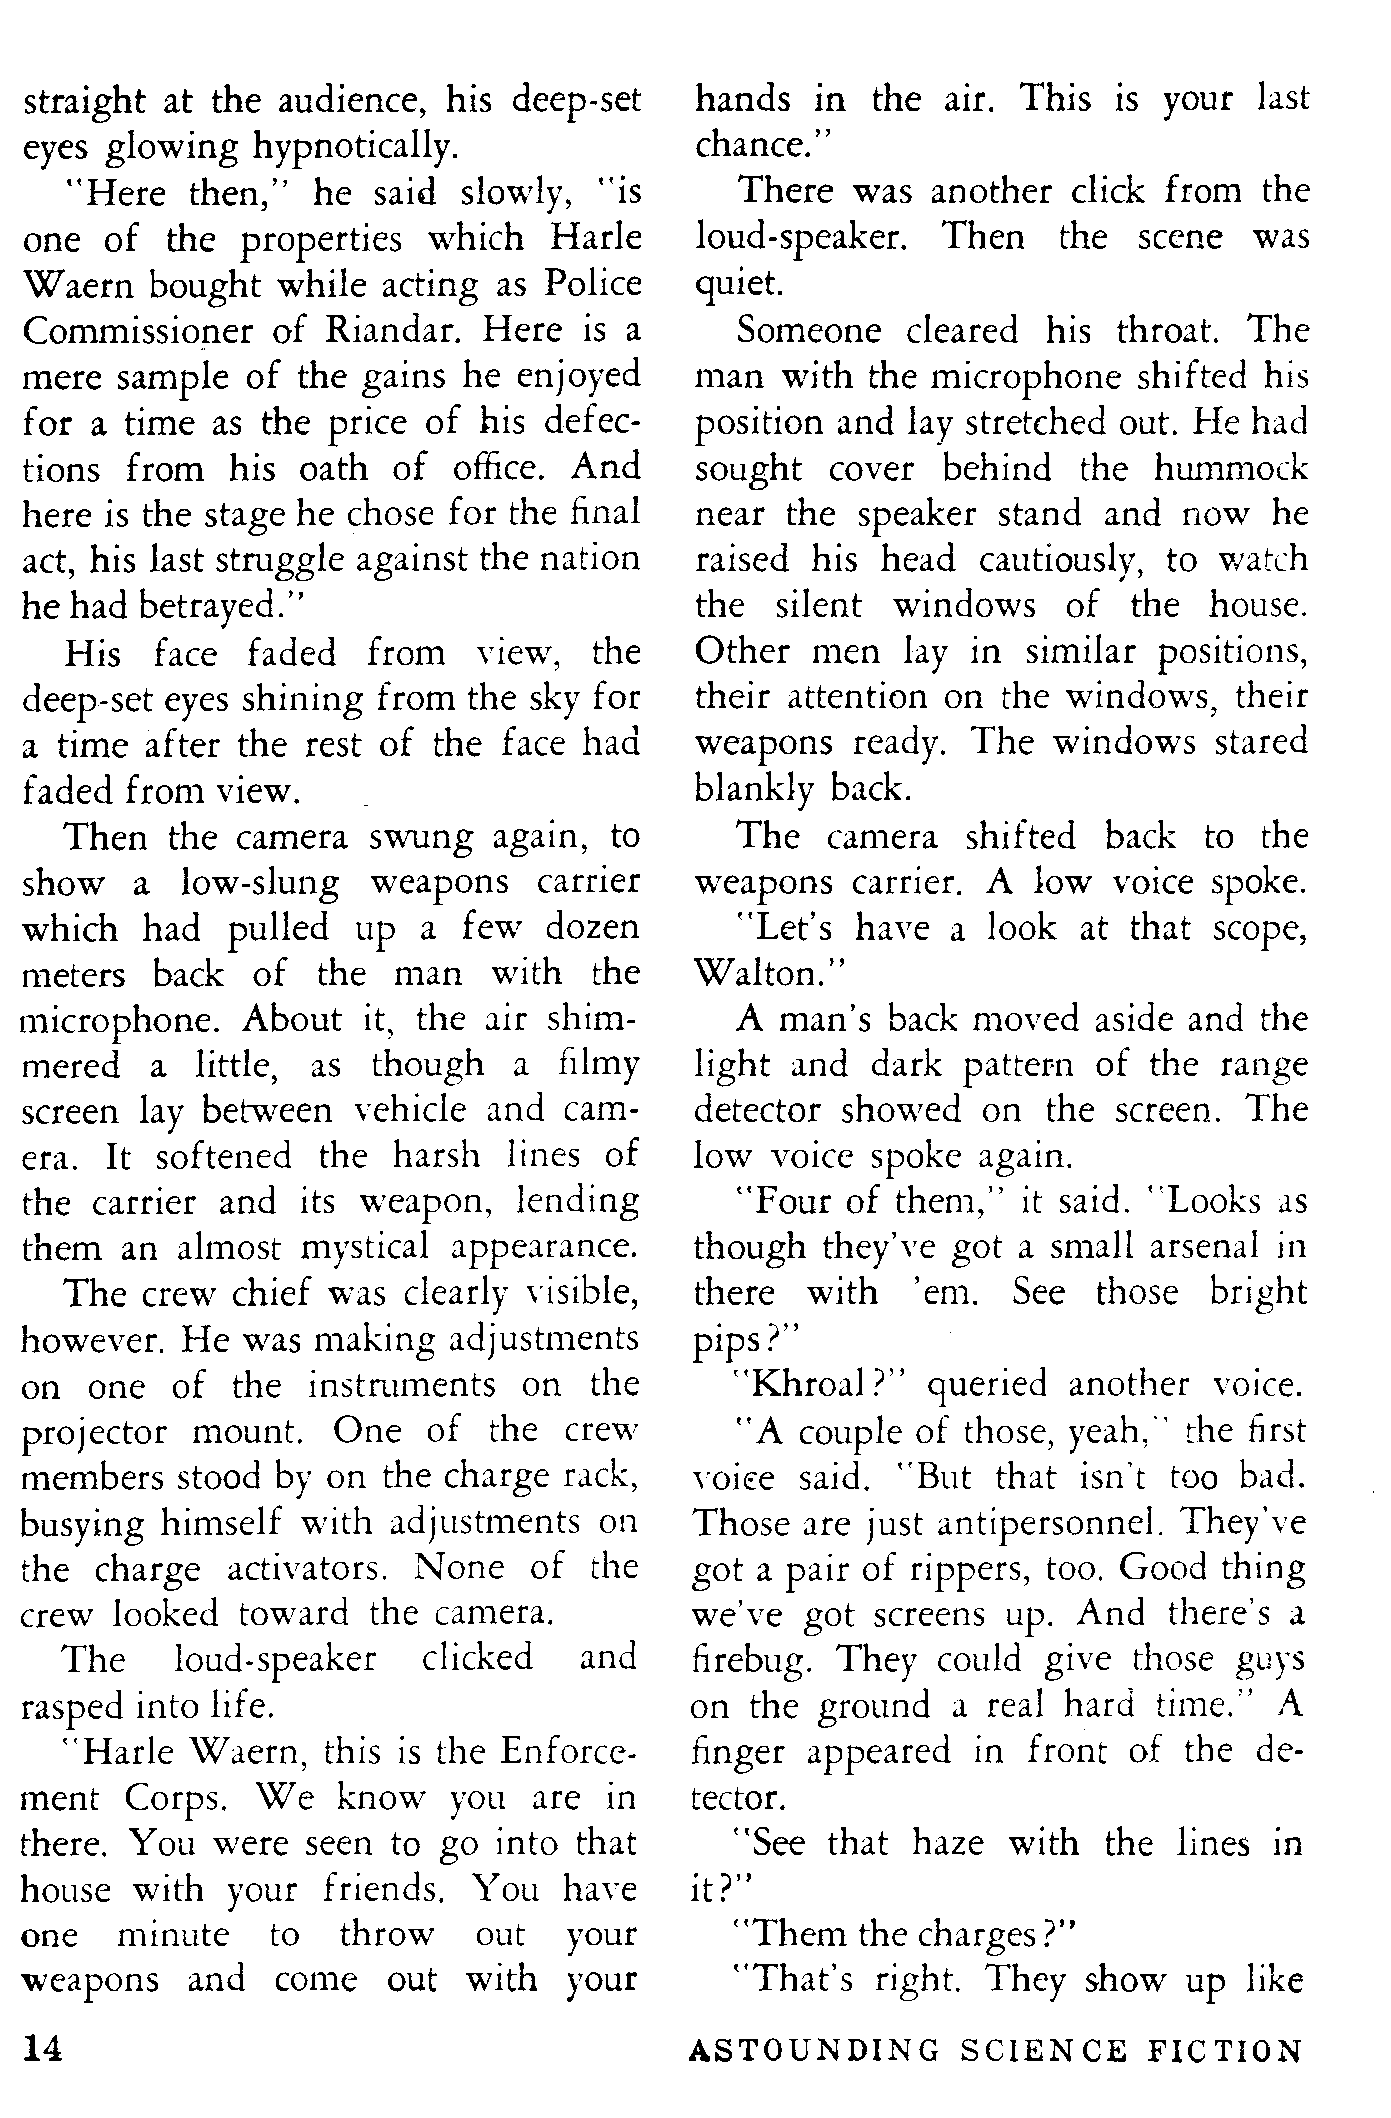 straight at the audience, his deep-set
eyes glowing hypnotically.
"Here then," he said slowly, "is
one of the properties which Harle
Waern bought while acting as Police
Commissioner of Riandar. Here is a
mere sample of the gains he enjoyed
for a time as the price of his defec-
tions from his oath of office. And
here is the stage he chose for the final
act, his last struggle against the nation
he had betrayed."
His face faded from view, the
deep-set eyes shining from the sky for
a time after the rest of the face had
faded from view.
Then the camera swung again, to
show a low-slung weapons carrier
which had pulled up a few dozen
meters back of the man with the
microphone. About it, the air shim-
mered a little, as though a filmy
screen lay between vehicle and cam-
era. It softened the harsh lines of
the carrier and its weapon, lending
them an almost mystical appearance.
The crew chief was clearly visible,
however. He was making adjustments
on one of the instruments on the
projector mount. One of the crew
members stood by on the charge rack,
busying himself with adjustments on
the charge activators. None of the
crew looked toward the camera.
The loud-speaker clicked and
rasped into life.
"Harle Waern, this is the Enforce-
ment Corps. We know you are in
there. You were seen to go into that
house with your friends. You have
one minute to throw out your
weapons and come out with your
hands in the air. This is your last
chance."
There was another click from the
loud-speaker. Then the scene was
quiet.
Someone cleared his throat. The
man with the microphone shifted his
position and lay stretched out. He had
sought cover behind the hummock
near the speaker stand and now he
raised his head cautiously, to watch
the silent windows of the house.
Other men lay in similar positions,
their attention on the windows, their
weapons ready. The windows stared
blankly back.
The camera shifted back to the
weapons carrier. A low voice spoke.
"Let's have a look at that scope,
Walton."
A man's back moved aside and the
light and dark pattern of the range
detector showed on the screen. The
low voice spoke again.
"Four of them," it said. "Looks as
though they've got a small arsenal in
there with 'em. See those bright
pips?"
"Khroal?" queried another voice.
"A couple of those, yeah," the first
voice said. "But that isn't too bad.
Those are just antipersonnel. They've
got a pair of rippers, too. Good thing
we've got screens up. And there's a
firebug. They could give those guys
on the ground a real hard time." A
finger appeared in front of the de-
tector.
"See that haze with the lines in
it?"
"Them the charges?"
"That's right. They show up like
14
ASTOUNDING SCIENCE FICTION